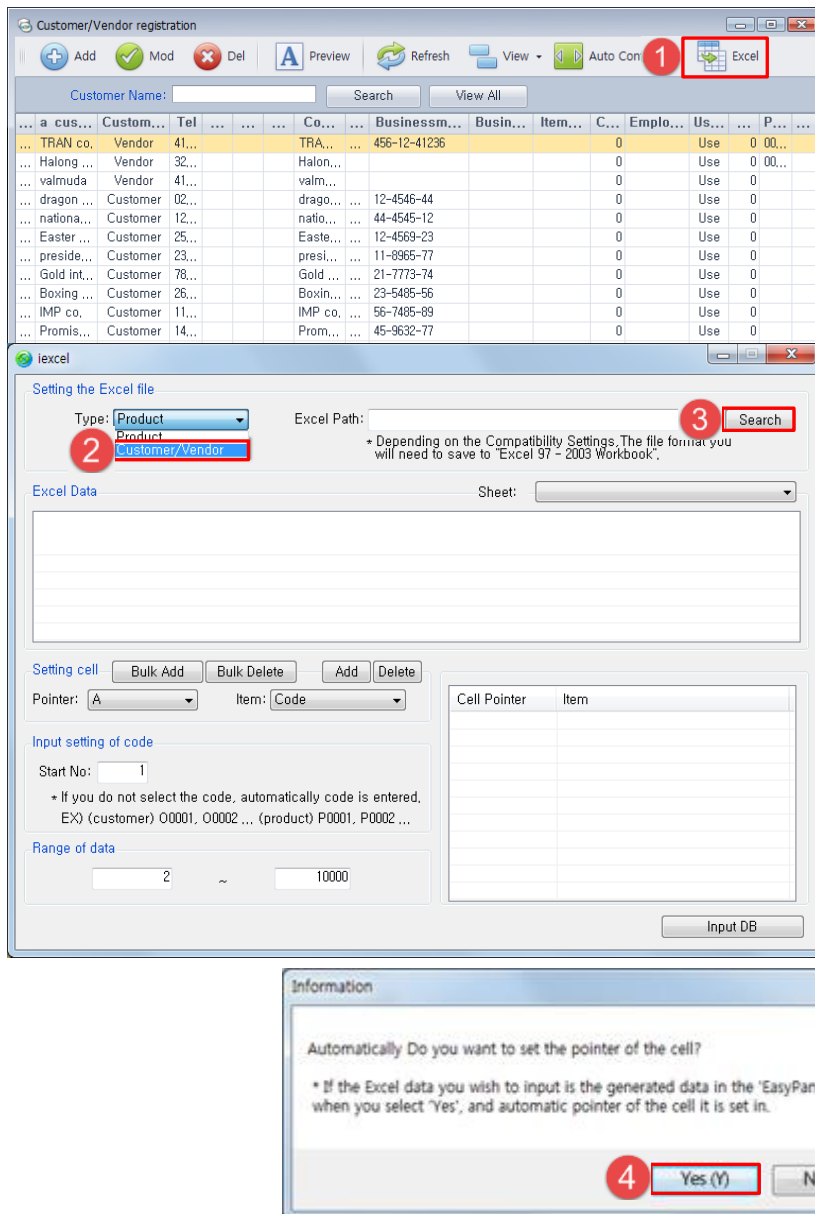 Customer/Vendor registration
Add Mod Del A Preview Refresh View Auto Con 1 Excel
Customer Name: Search View All
... a cus... Custom... Tel ... ... ... Co... ... Businessm... Busin... Item... C... Emplo... Us... ... P... ...
... TRAN co, Vendor 41... TRA... ... 456-12-41236 0 Use 0 00...
... Halong ... Vendor 32... Halon... 0 Use 0 00...
... valmuda Vendor 41... valm... 0 Use 0
... dragon ... Customer 02... drago... ... 12-4546-44 0 Use 0
... nationa... Customer 12... natio... ... 44-4545-12 0 Use 0
... Easter ... Customer 25... Easte... ... 12-4569-23 0 Use 0
... preside... Customer 23... presi... ... 11-8965-77 0 Use 0
... Gold int... Customer 78... Gold ... ... 21-7773-74 0 Use 0
... Boxing ... Customer 26... Boxin... ... 23-5485-56 0 Use 0
... IMP co, Customer 11... IMP co, ... 56-7485-89 0 Use 0
... Promis... Customer 14... Prom... ... 45-9632-77 0 Use 0
iexcel
Setting the Excel file
Type: Product Excel Path: 3 Search
Product
2 Customer/Vendor
* Depending on the Compatibility Settings,The file format you
will need to save to "Excel 97 - 2003 Workbook",
Excel Data Sheet:
Setting cell Bulk Add Bulk Delete Add Delete
Pointer: A Item: Code
Cell Pointer Item
Input setting of code
Start No: 1
* If you do not select the code, automatically code is entered,
EX) (customer) O0001, O0002 ... (product) P0001, P0002 ...
Range of data
2 ~ 10000
Input DB
Information
Automatically Do you want to set the pointer of the cell?
* If the Excel data you wish to input is the generated data in the 'EasyPan
when you select 'Yes', and automatic pointer of the cell it is set in.
4 Yes (Y) N